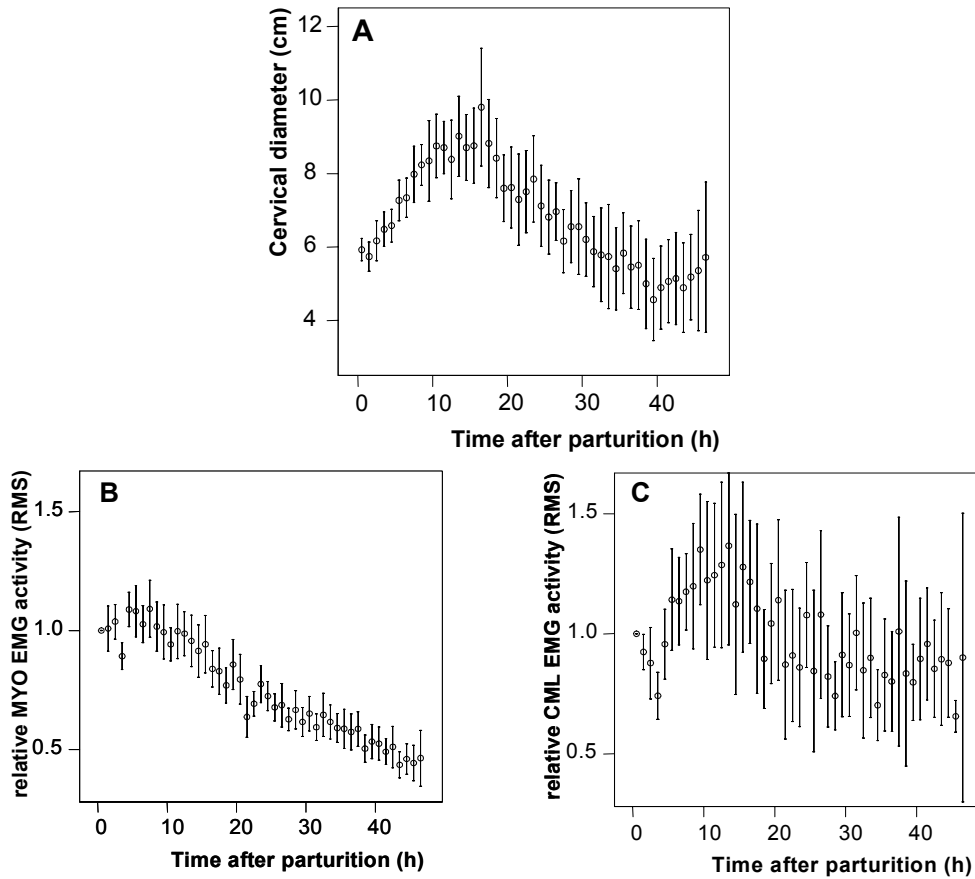 A
Cervical diameter (cm)
12
10
8
6
4
0 10 20 30 40
Time after parturition (h)
B
relative MYO EMG activity (RMS)
1.5
1.0
0.5
0 10 20 30 40
Time after parturition (h)
C
relative CML EMG activity (RMS)
1.5
1.0
0.5
0 10 20 30 40
Time after parturition (h)